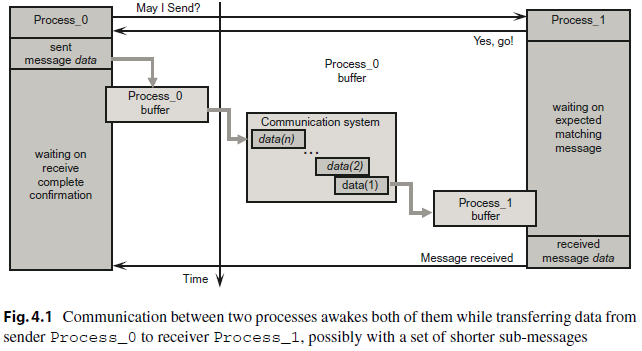 May I Send?
Process_0
Process_1
Yes, go!
sent
message data
Process_0
buffer
Process_0
buffer
Communication system
data(n)
...
data(2)
data(1)
waiting on
expected
matching
message
waiting on
receive
complete
confirmation
Process_1
buffer
received
message data
Message received
Time
Fig. 4.1 Communication between two processes awakes both of them while transferring data from
sender Process_0 to receiver Process_1, possibly with a set of shorter sub-messages